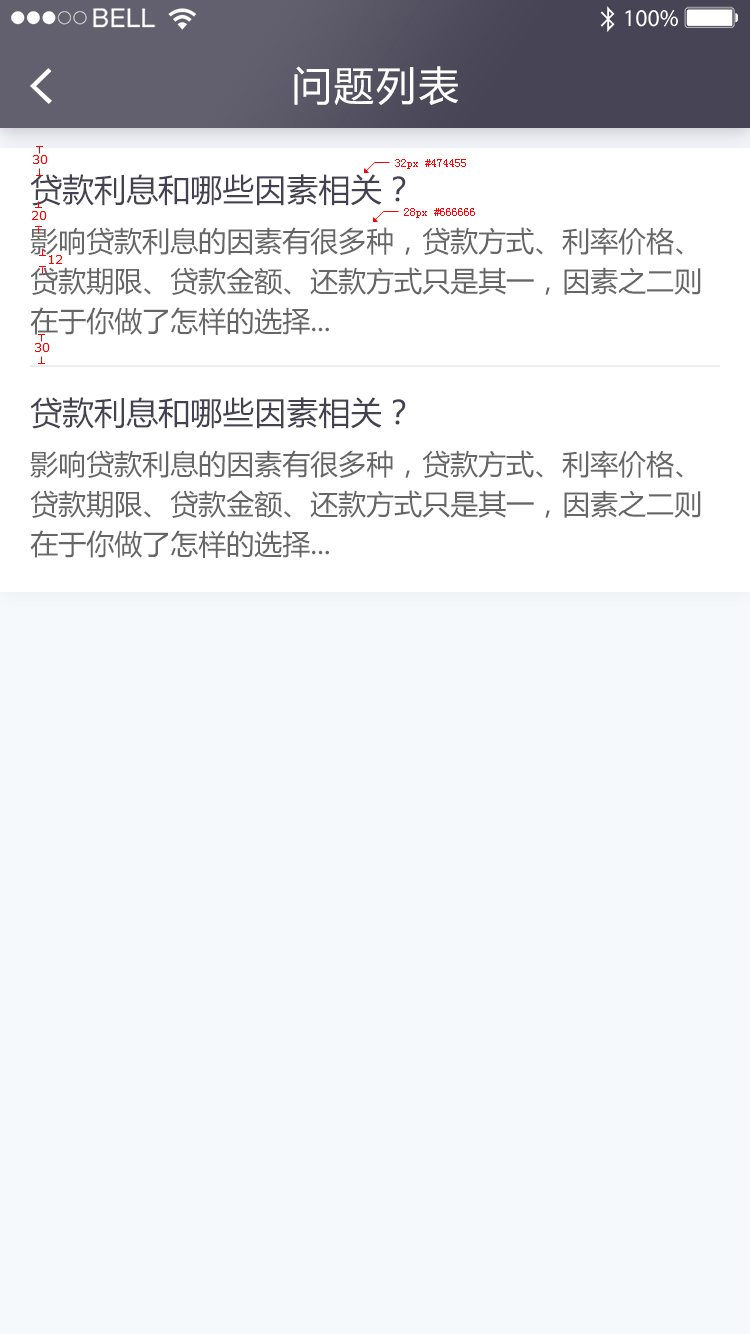 BELL 100%
问题列表
30
32px #474455
贷款利息和哪些因素相关？
20
28px #666666
影响贷款利息的因素有很多种，贷款方式、利率价格、
12
贷款期限、贷款金额、还款方式只是其一，因素之二则
在于你做了怎样的选择...
30
贷款利息和哪些因素相关？
影响贷款利息的因素有很多种，贷款方式、利率价格、
贷款期限、贷款金额、还款方式只是其一，因素之二则
在于你做了怎样的选择...